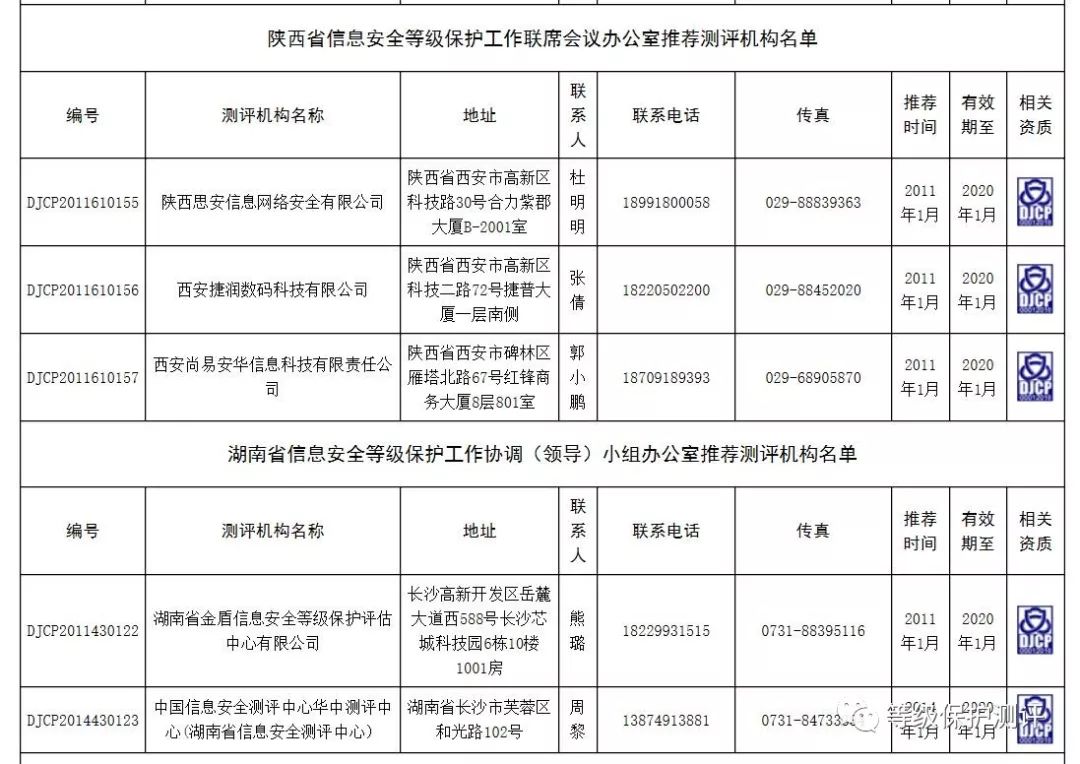 陕西省信息安全等级保护工作联席会议办公室推荐测评机构名单
编号 测评机构名称 地址 联系人 联系电话 传真 推荐时间 有效期至 相关资质
DJCP2011610155 陕西思安信息网络安全有限公司 陕西省西安市高新区科技路30号合力紫郡大厦B-2001室 杜明明 18991800058 029-88839363 2011年1月 2020年1月 DJCP
DJCP2011610156 西安捷润数码科技有限公司 陕西省西安市高新区科技二路72号捷普大厦一层南侧 张倩 18220502200 029-88452020 2011年1月 2020年1月 DJCP
DJCP2011610157 西安尚易安华信息科技有限责任公司 陕西省西安市碑林区雁塔北路67号红锋商务大厦8层801室 郭小鹏 18709189393 029-68905870 2011年1月 2020年1月 DJCP
湖南省信息安全等级保护工作协调（领导）小组办公室推荐测评机构名单
编号 测评机构名称 地址 联系人 联系电话 传真 推荐时间 有效期至 相关资质
DJCP2011430122 湖南省金盾信息安全等级保护评估中心有限公司 长沙高新开发区岳麓大道西588号长沙芯城科技园6栋10楼1001房 熊璐 18229931515 0731-88395116 2011年1月 2020年1月 DJCP
DJCP2014430123 中国信息安全测评中心华中测评中心(湖南省信息安全测评中心) 湖南省长沙市芙蓉区和光路102号 周黎 13874913881 2014年1月 2020年1月 DJCP
等级保护测评